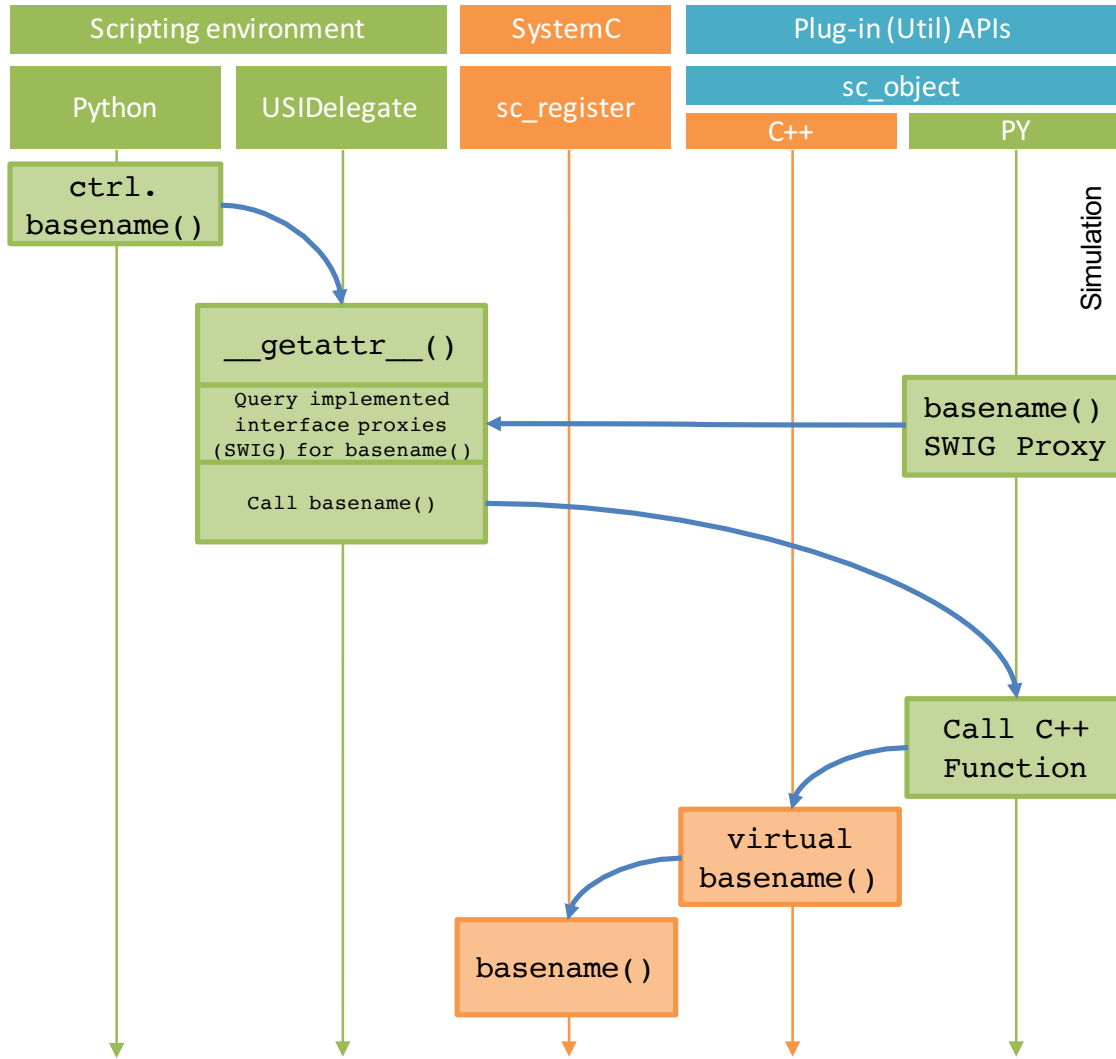 Scripting environment
SystemC
Plug-in (Util) APIs
Python
USIDelegate
sc_register
sc_object
C++
PY
ctrl.
basename()
Simulation
__getattr__()
Query implemented
interface proxies
(SWIG) for basename()
basename()
SWIG Proxy
Call basename()
Call C++
Function
virtual
basename()
basename()